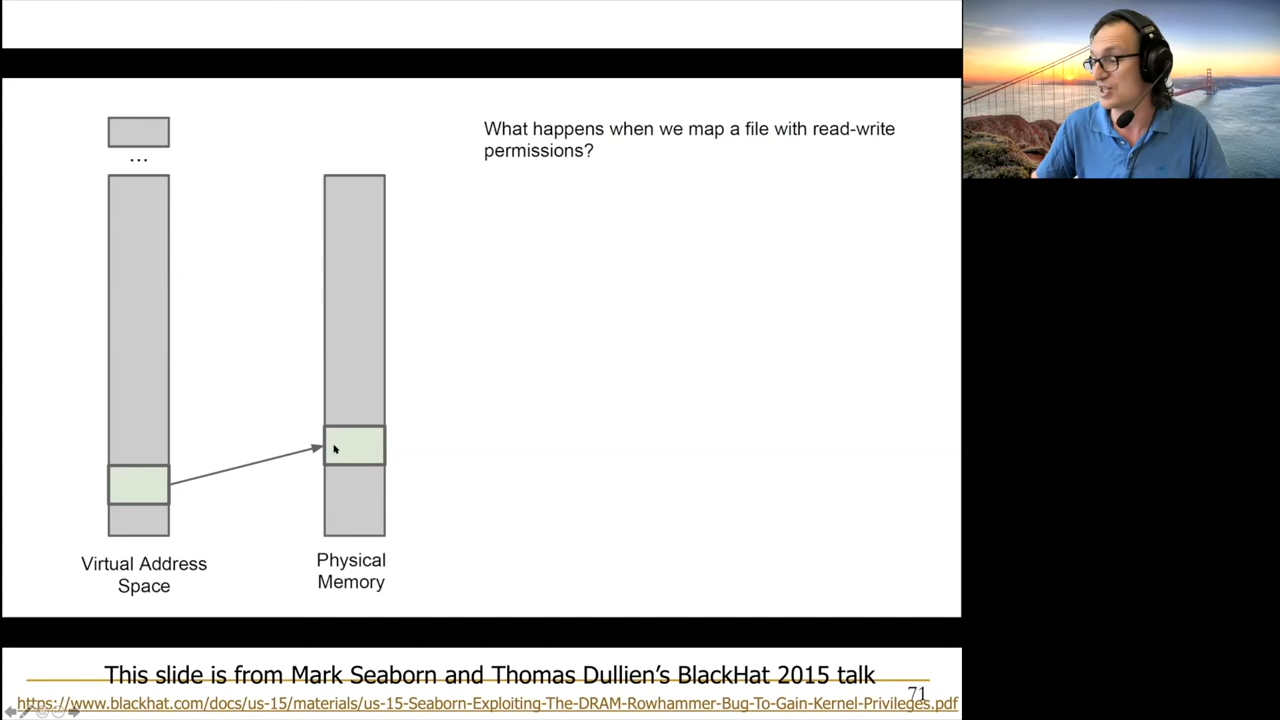 What happens when we map a file with read-write
permissions?
...
Virtual Address
Space
Physical
Memory
This slide is from Mark Seaborn and Thomas Dullien's BlackHat 2015 talk
71
https://www.blackhat.com/docs/us-15/materials/us-15-Seaborn-Exploiting-The-DRAM-Rowhammer-Bug-To-Gain-Kernel-Privileges.pdf